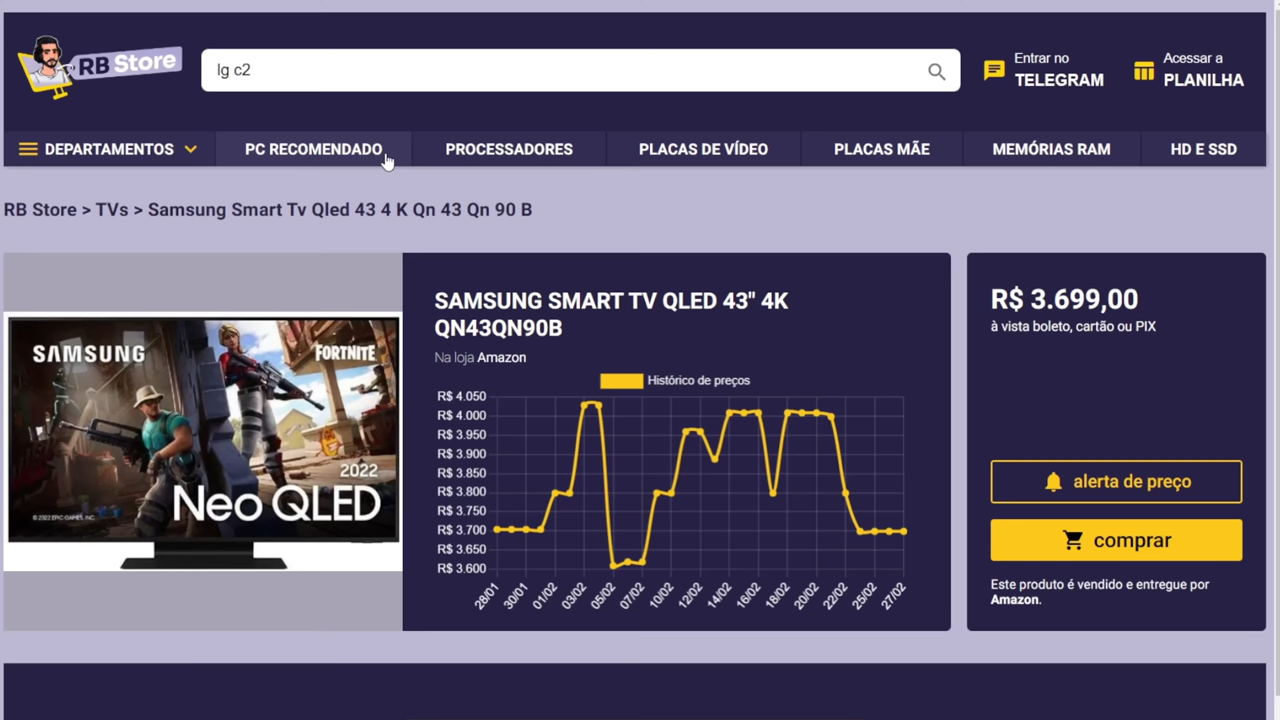 RB Store
lg c2
Entrar no
TELEGRAM
Acessar a
PLANILHA
DEPARTAMENTOS
PC RECOMENDADO
PROCESSADORES
PLACAS DE VÍDEO
PLACAS MÃE
MEMÓRIAS RAM
HD E SSD
RB Store > TVs > Samsung Smart Tv Qled 43 4 K Qn 43 Qn 90 B
SAMSUNG
FORTNITE
2022
Neo QLED
© 2022 EPIC GAMES, INC.
SAMSUNG SMART TV QLED 43" 4K
QN43QN90B
Na loja Amazon
Histórico de preços
R$ 4.050
R$ 4.000
R$ 3.950
R$ 3.900
R$ 3.850
R$ 3.800
R$ 3.750
R$ 3.700
R$ 3.650
R$ 3.600
28/01
30/01
01/02
03/02
05/02
07/02
10/02
12/02
14/02
16/02
18/02
20/02
22/02
25/02
27/02
R$ 3.699,00
à vista boleto, cartão ou PIX
alerta de preço
comprar
Este produto é vendido e entregue por
Amazon.